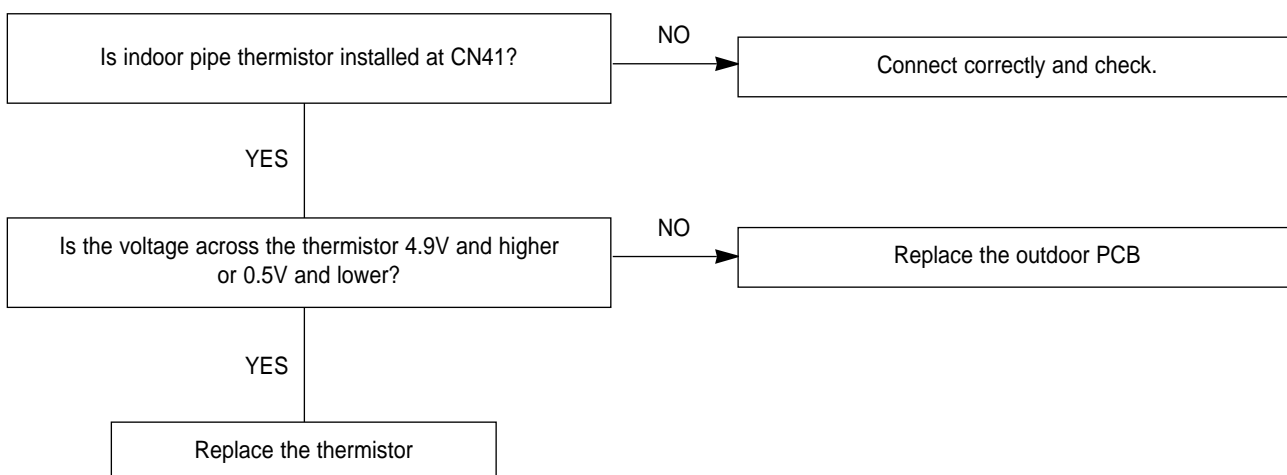 Is indoor pipe thermistor installed at CN41?
NO
Connect correctly and check.
YES
Is the voltage across the thermistor 4.9V and higher
or 0.5V and lower?
NO
Replace the outdoor PCB
YES
Replace the thermistor